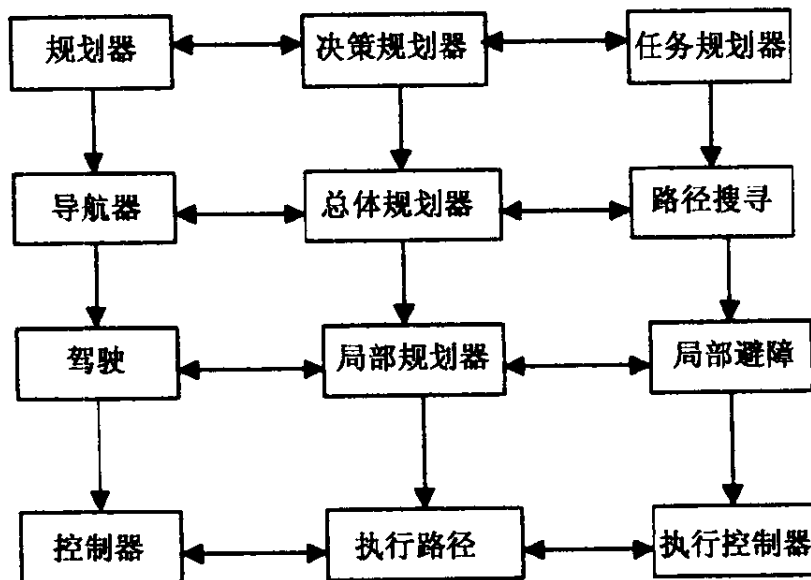 规划器
决策规划器
任务规划器
导航器
总体规划器
路径搜寻
驾驶
局部规划器
局部避障
控制器
执行路径
执行控制器